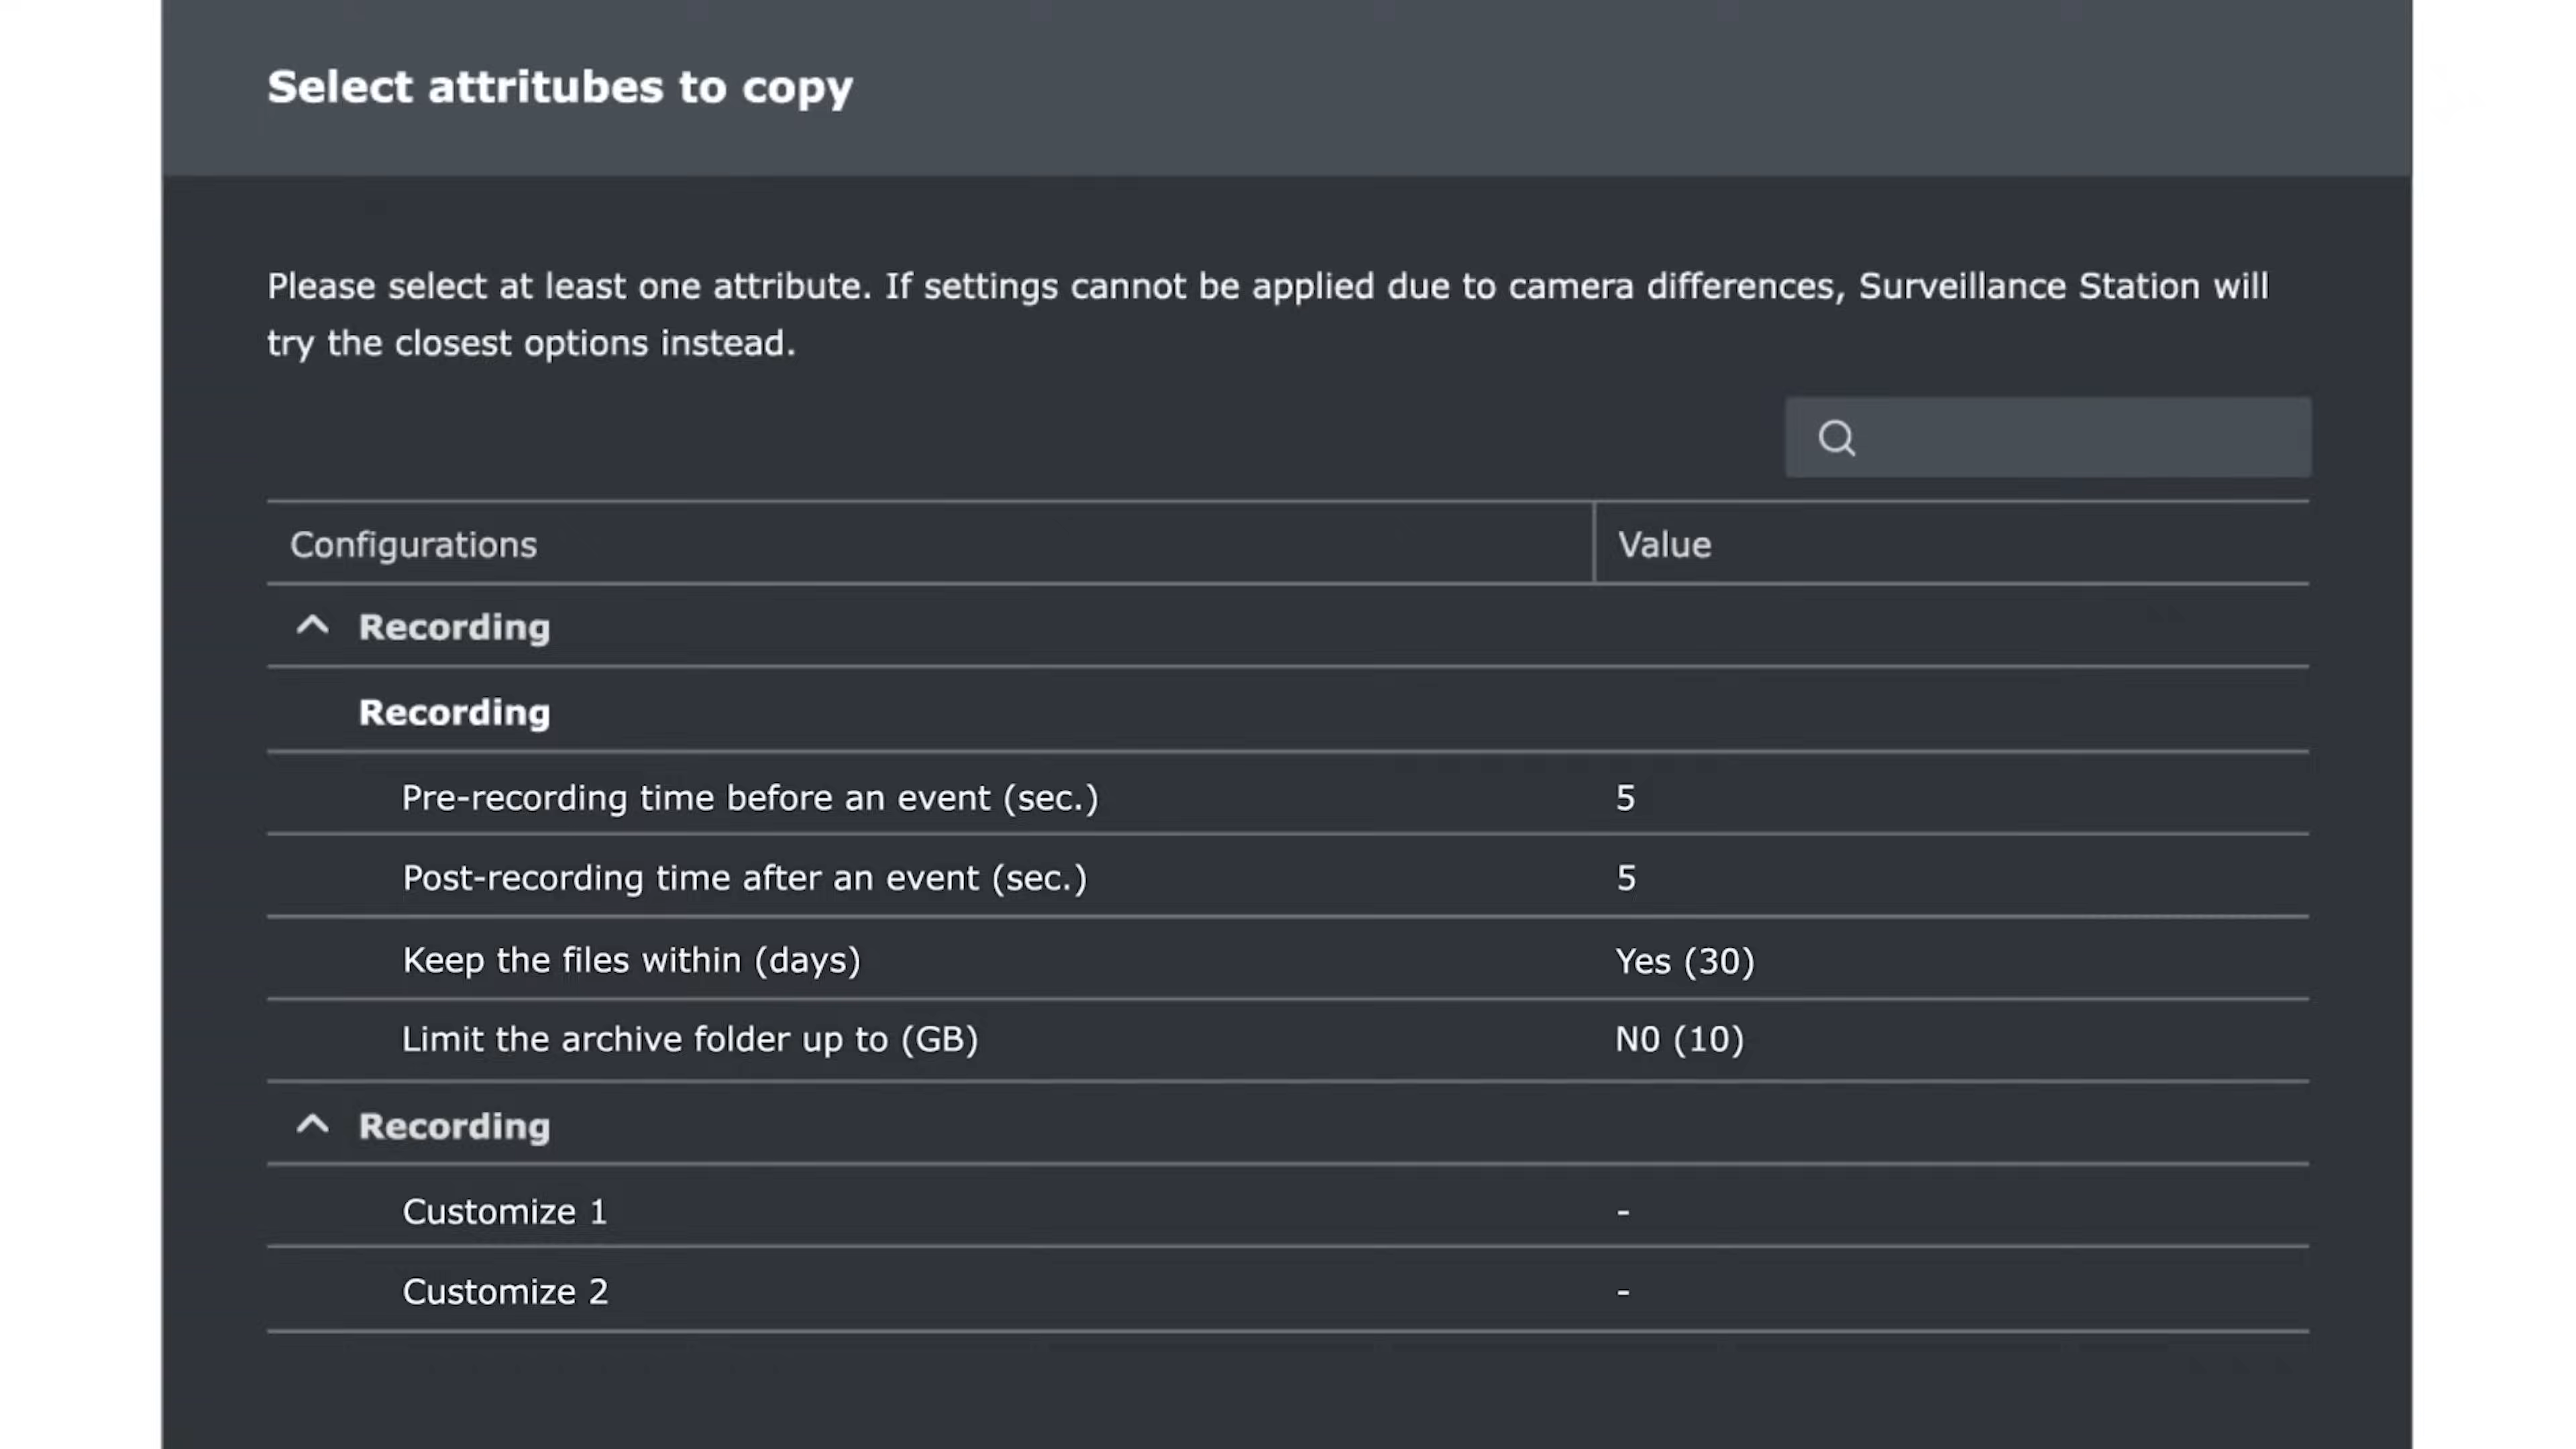 Select attritubes to copy
Please select at least one attribute. If settings cannot be applied due to camera differences, Surveillance Station will
try the closest options instead.
Configurations Value
Recording
Recording
Pre-recording time before an event (sec.) 5
Post-recording time after an event (sec.) 5
Keep the files within (days) Yes (30)
Limit the archive folder up to (GB) N0 (10)
Recording
Customize 1 -
Customize 2 -